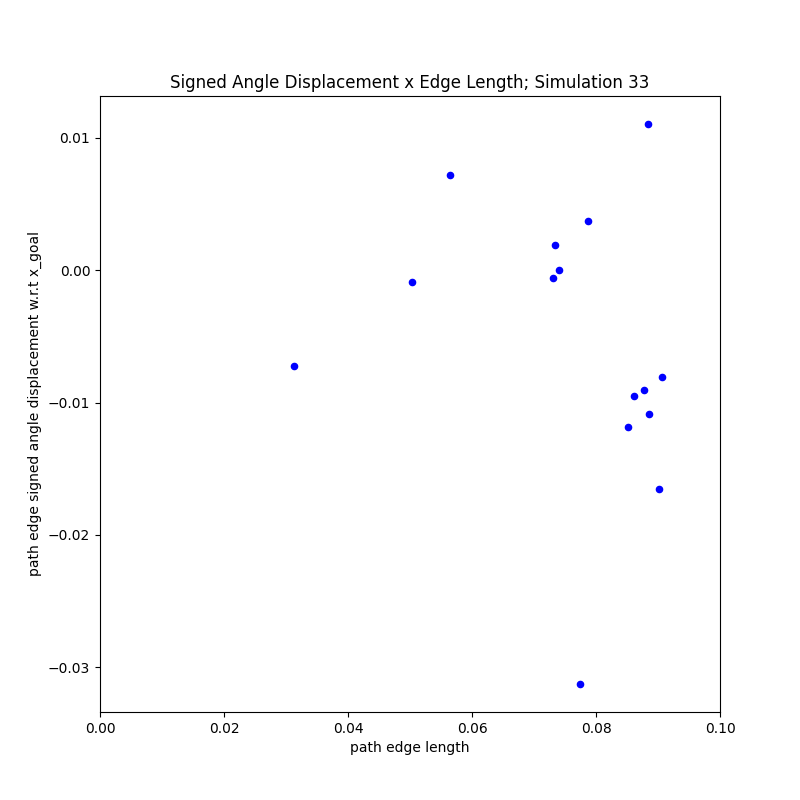 Signed Angle Displacement x Edge Length; Simulation 33
path edge signed angle displacement w.r.t x_goal
0.01
0.00
−0.01
−0.02
−0.03
0.00 0.02 0.04 0.06 0.08 0.10
path edge length